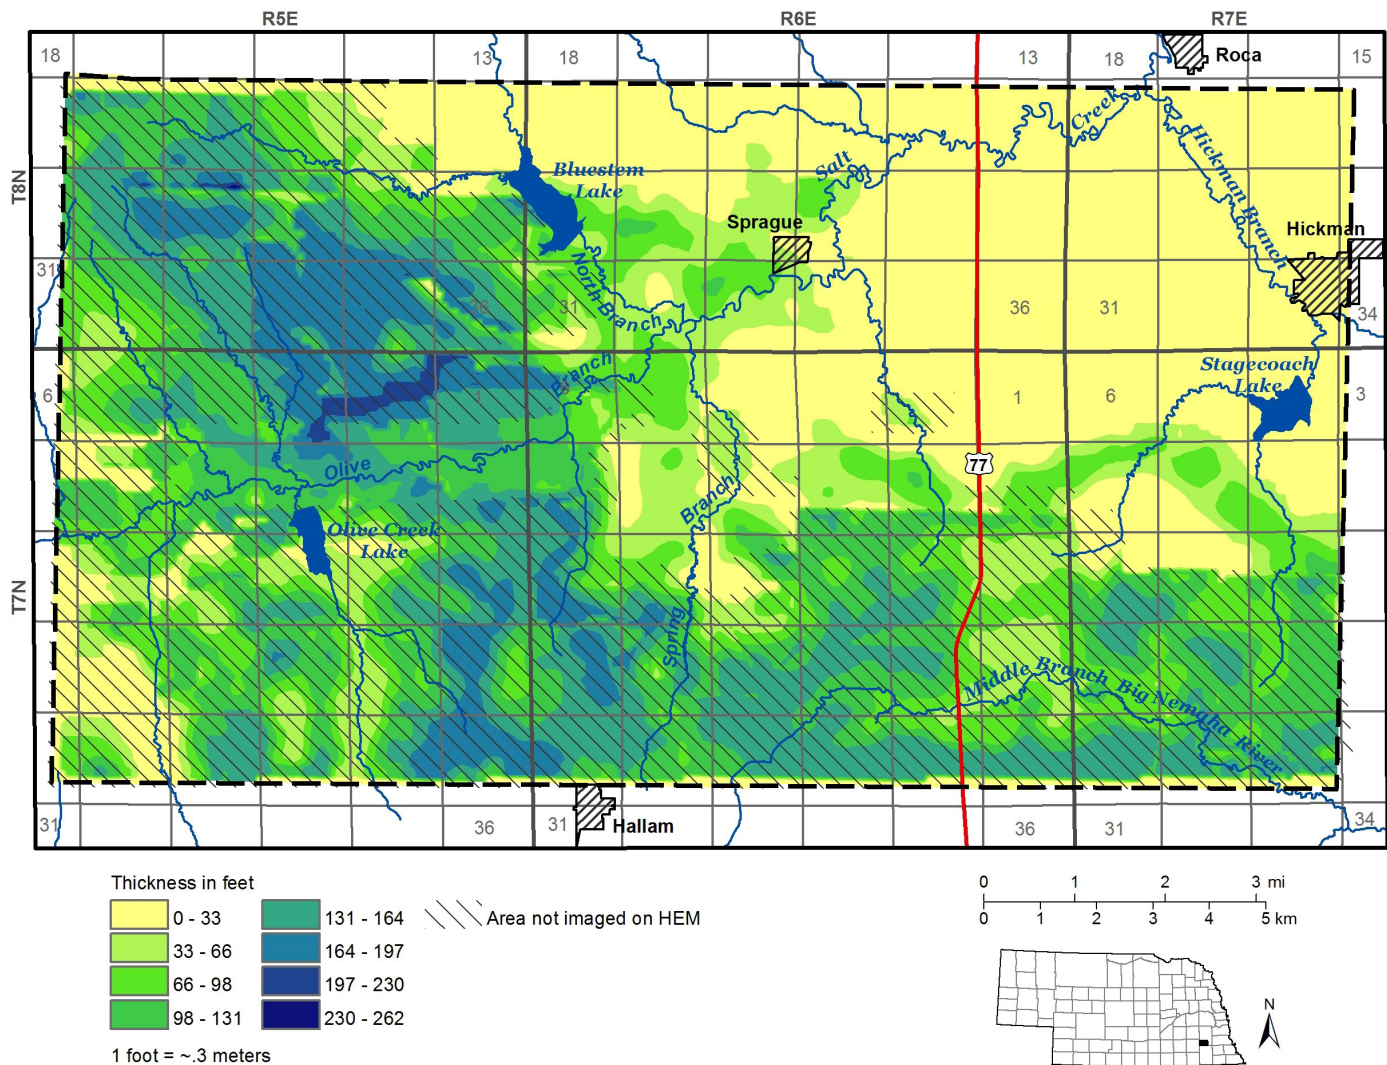 R5E
R6E
R7E
18
13
18
13
18
15
Roca
Creek
Hickman Branch
Salt
T8N
Bluestem
Lake
Sprague
Hickman
31
36
31
North Branch
36
31
34
Branch
Stagecoach
Lake
6
1
1
6
3
Olive
77
Branch
Olive Creek
Lake
T7N
Spring
Middle Branch Big Nemaha River
31
36
31
Hallam
36
31
34
Thickness in feet
0 - 33
131 - 164
Area not imaged on HEM
33 - 66
164 - 197
66 - 98
197 - 230
98 - 131
230 - 262
1 foot = ~.3 meters
0 1 2 3 mi
0 1 2 3 4 5 km
N